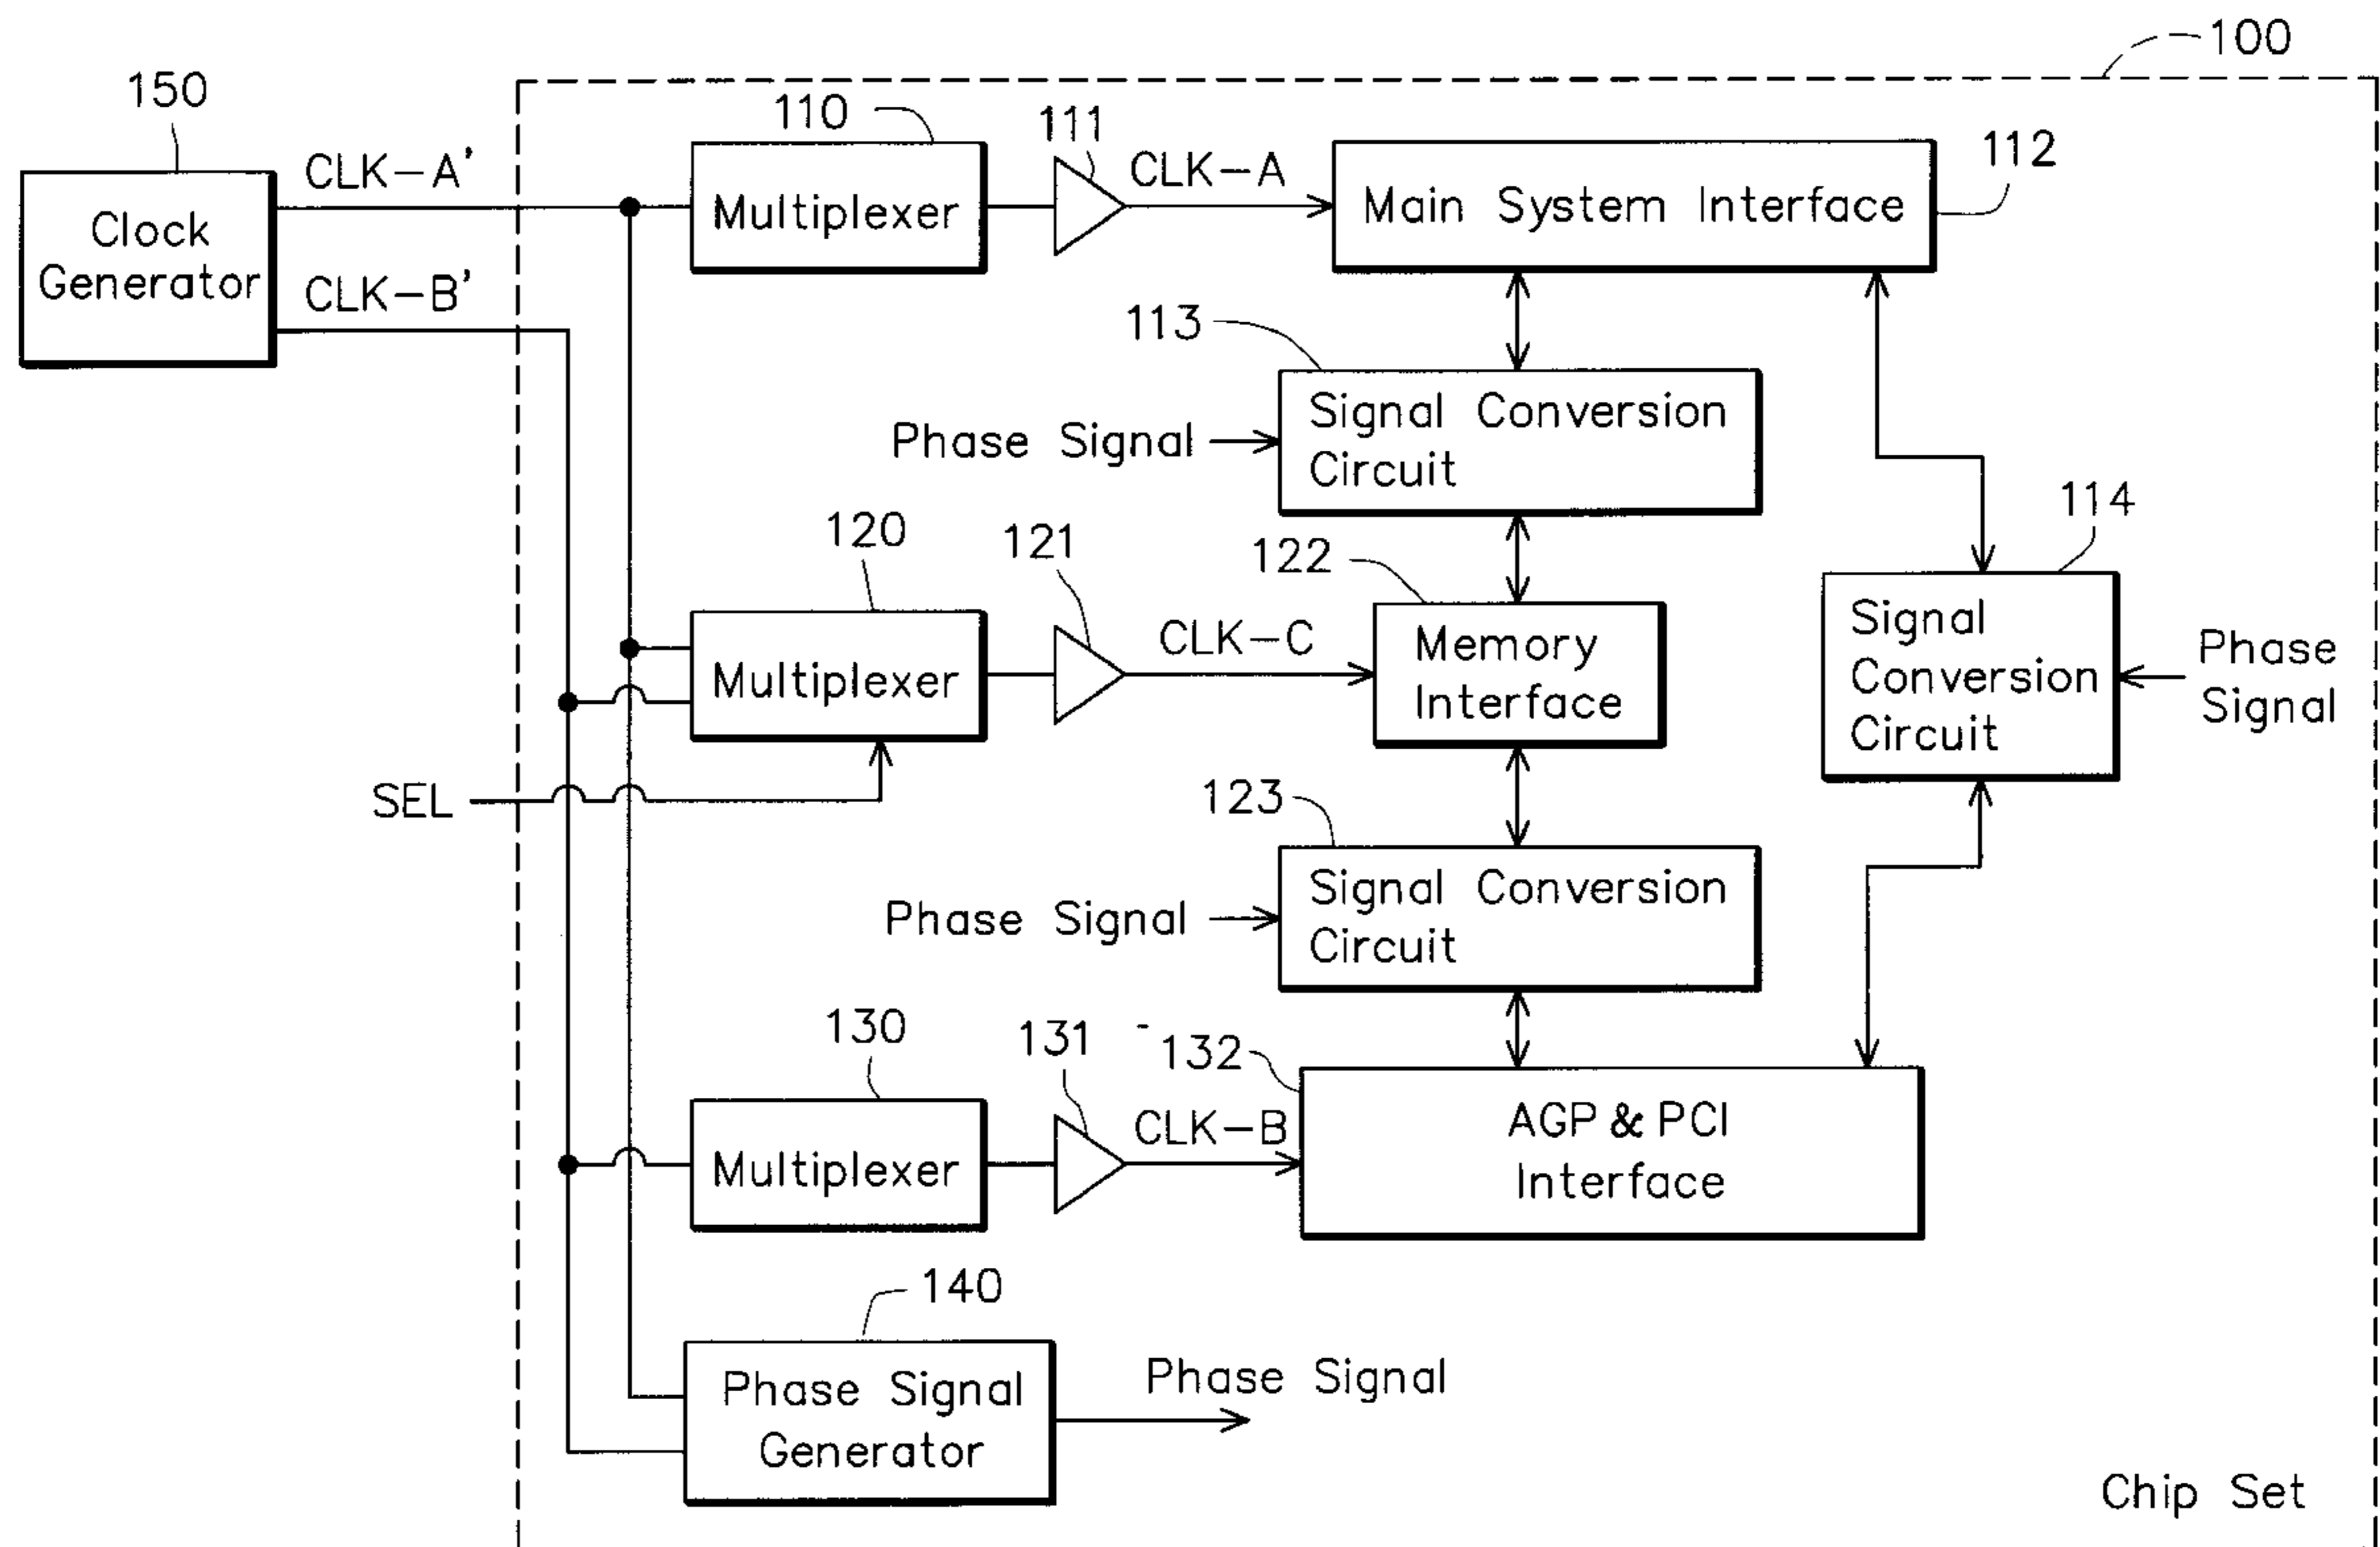 100
150
110
111
CLK-A'
CLK-A
112
Clock
Generator
Multiplexer
Main System Interface
CLK-B'
113
Signal Conversion
Circuit
Phase Signal
114
120
121
122
CLK-C
Multiplexer
Memory
Interface
Signal
Conversion
Circuit
Phase
Signal
SEL
123
Signal Conversion
Circuit
Phase Signal
130
131
132
CLK-B
Multiplexer
AGP & PCI
Interface
140
Phase Signal
Generator
Phase Signal
Chip Set